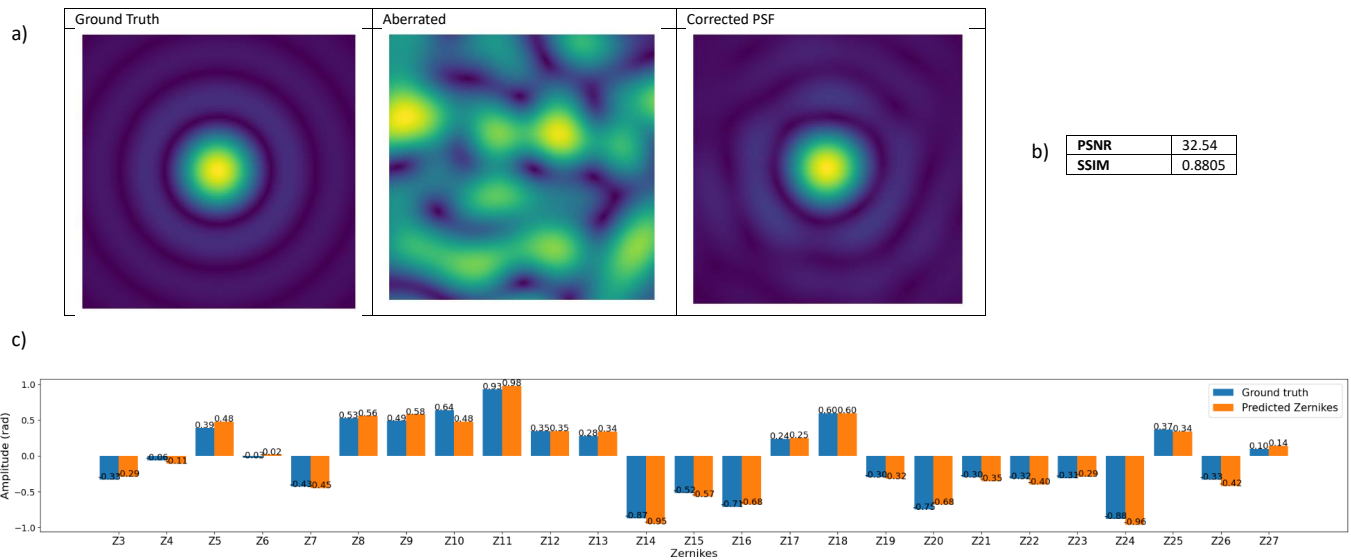 a)
Ground Truth
Aberrated
Corrected PSF
b)
PSNR 32.54
SSIM 0.8805
c)
Amplitude (rad)
1.0
0.5
0.0
−0.5
−1.0
-0.33 -0.29
-0.06 -0.11
0.39 0.48
-0.03 0.02
-0.43 -0.45
0.53 0.56
0.49 0.58
0.64 0.48
0.93 0.98
0.35 0.35
0.28 0.34
-0.87 -0.95
-0.52 -0.57
-0.71 -0.68
0.24 0.25
0.60 0.60
-0.30 -0.32
-0.75 -0.68
-0.30 -0.35
-0.32 -0.40
-0.31 -0.29
-0.88 -0.96
0.37 0.34
-0.33 -0.42
0.10 0.14
Ground truth
Predicted Zernikes
Z3 Z4 Z5 Z6 Z7 Z8 Z9 Z10 Z11 Z12 Z13 Z14 Z15 Z16 Z17 Z18 Z19 Z20 Z21 Z22 Z23 Z24 Z25 Z26 Z27
Zernikes